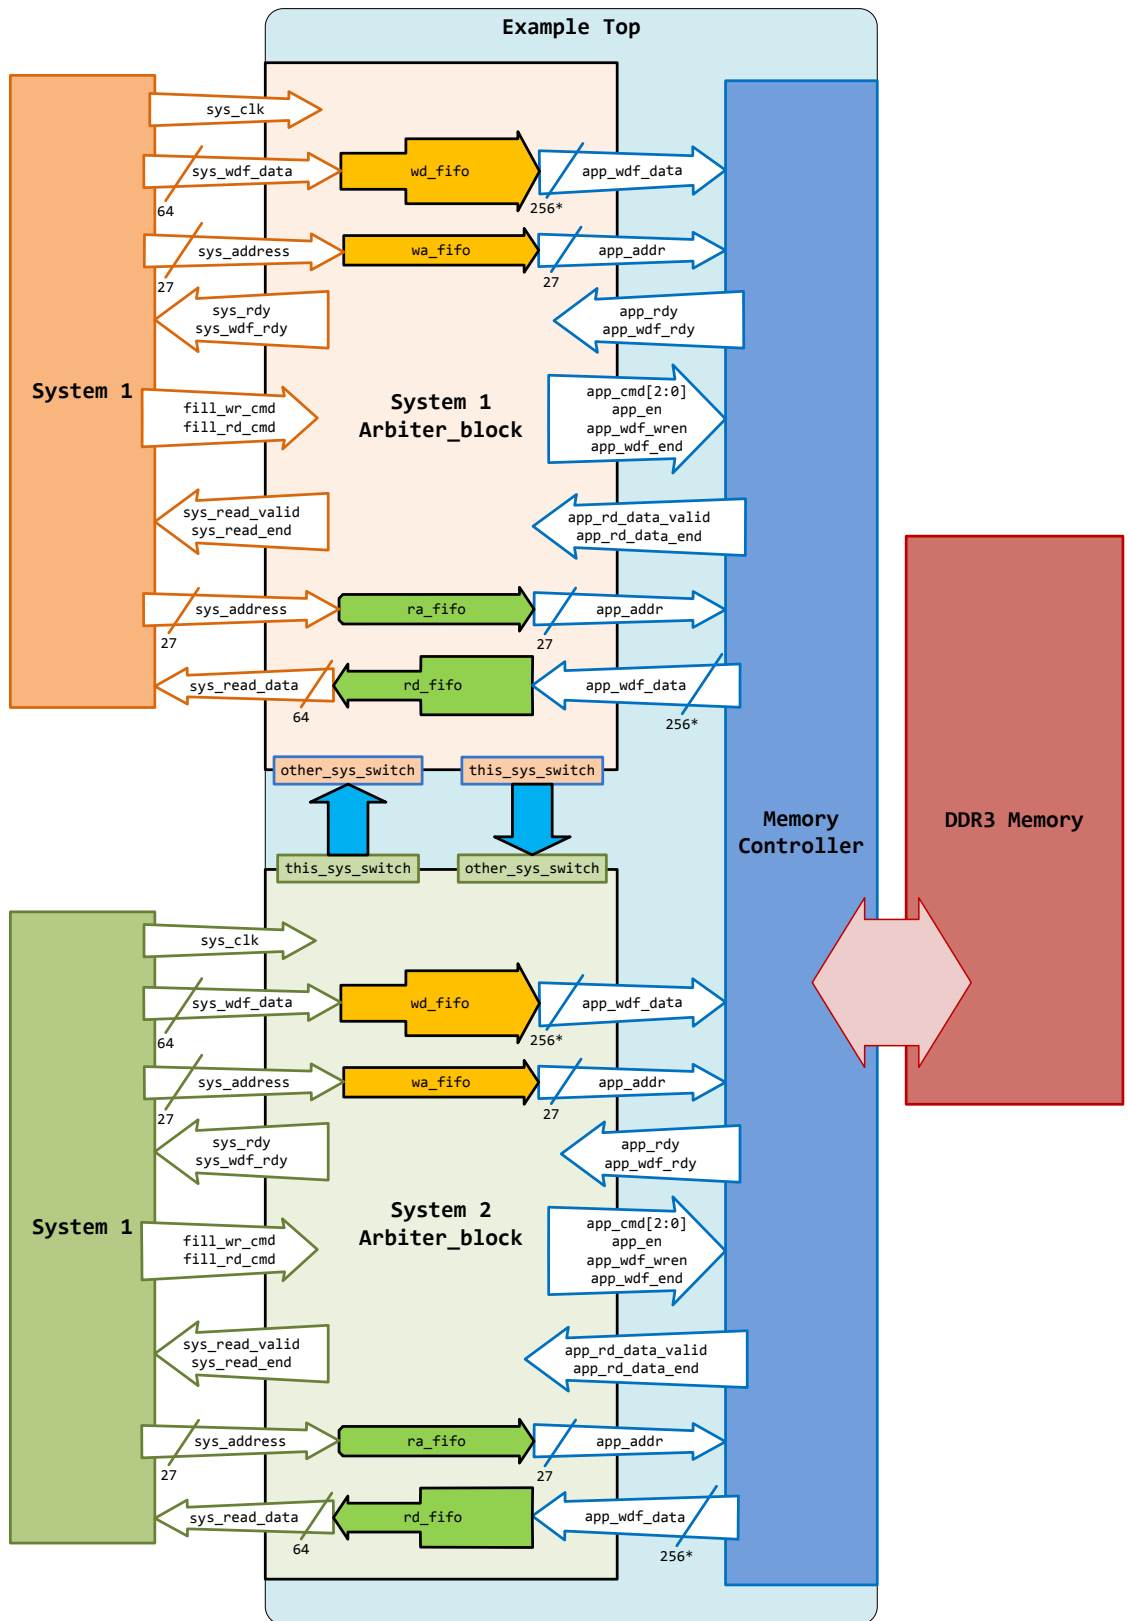 Example Top
sys_clk
sys_wdf_data
wd_fifo
app_wdf_data
64
256*
sys_address
wa_fifo
app_addr
27
27
sys_rdy
sys_wdf_rdy
app_rdy
app_wdf_rdy
System 1
fill_wr_cmd
fill_rd_cmd
System 1
Arbiter_block
app_cmd[2:0]
app_en
app_wdf_wren
app_wdf_end
sys_read_valid
sys_read_end
app_rd_data_valid
app_rd_data_end
sys_address
ra_fifo
app_addr
27
27
sys_read_data
rd_fifo
app_wdf_data
64
256*
other_sys_switch
this_sys_switch
Memory
Controller
DDR3 Memory
this_sys_switch
other_sys_switch
sys_clk
sys_wdf_data
wd_fifo
app_wdf_data
64
256*
sys_address
wa_fifo
app_addr
27
27
sys_rdy
sys_wdf_rdy
app_rdy
app_wdf_rdy
System 1
fill_wr_cmd
fill_rd_cmd
System 2
Arbiter_block
app_cmd[2:0]
app_en
app_wdf_wren
app_wdf_end
sys_read_valid
sys_read_end
app_rd_data_valid
app_rd_data_end
sys_address
ra_fifo
app_addr
27
27
sys_read_data
rd_fifo
app_wdf_data
64
256*